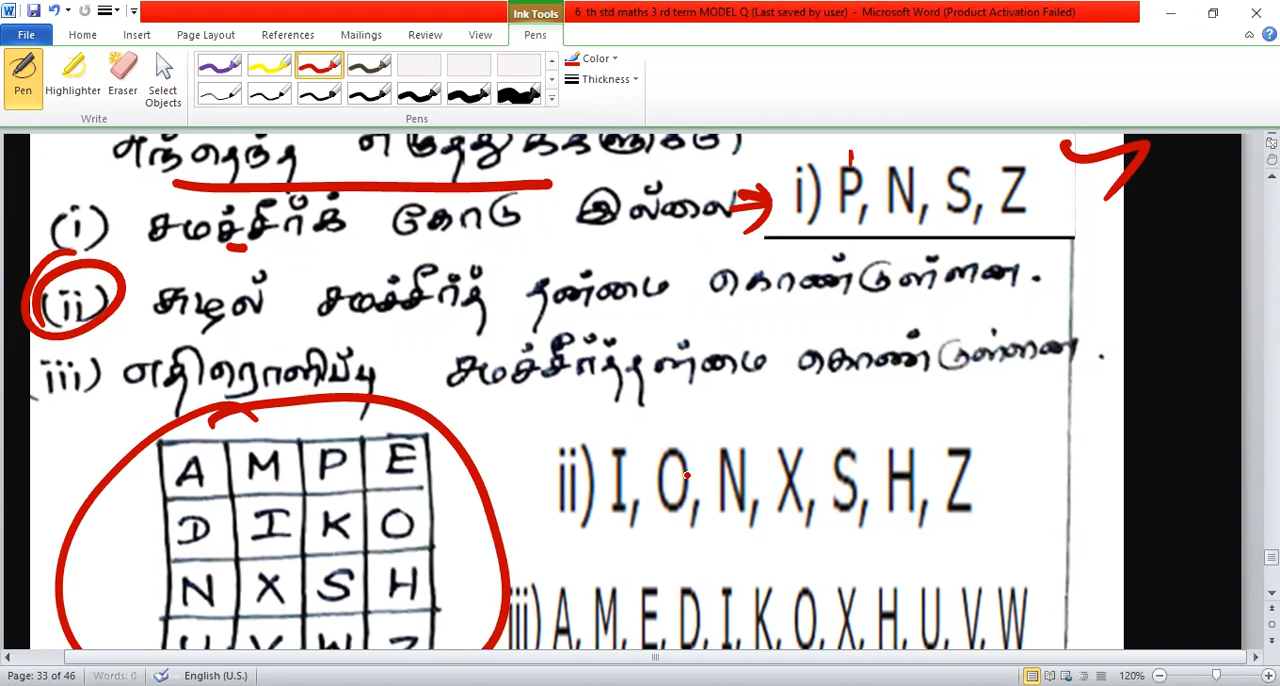 Ink Tools
6 th std maths 3 rd term MODEL Q (Last saved by user) - Microsoft Word (Product Activation Failed)
File Home Insert Page Layout References Mailings Review View Pens
Pen Highlighter Eraser Select Objects
Color
Thickness
Write Pens
எழுத்துக்களுக்கு
(i) சமச்சீர்க் கோடு இல்லை
i) P, N, S, Z
(ii) சுழல் சமச்சீர்த் தன்மை கொண்டுள்ளன.
iii) எதிரொளிப்பு சமச்சீர்த்தன்மை கொண்டுள்ளன.
A M P E
D I K O
N X S H
U V W Z
ii) I, O, N, X, S, H, Z
iii) A, M, E, D, I, K, O, X, H, U, V, W
Page: 33 of 46 Words: 0 English (U.S.) 120%